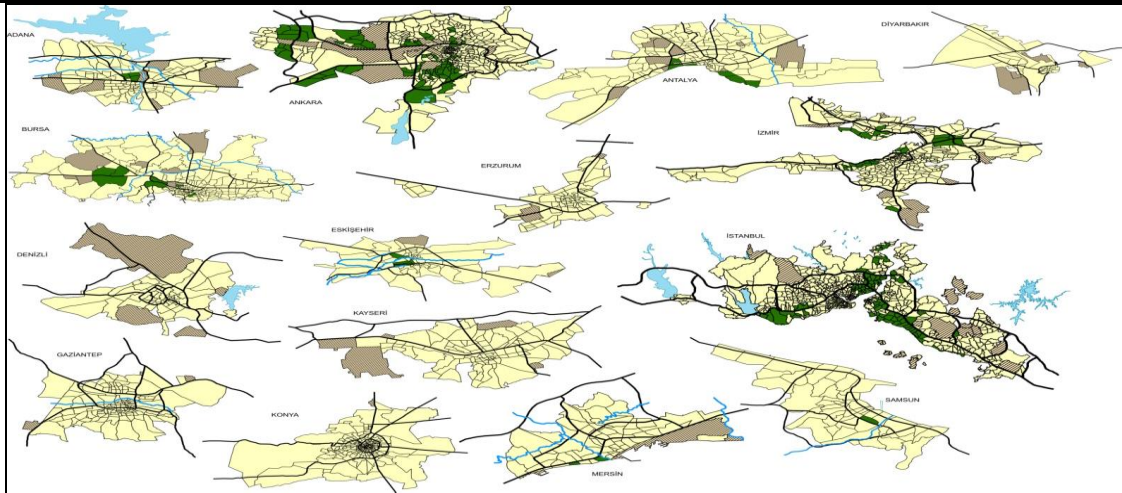 ADANA
ANKARA
ANTALYA
DİYARBAKIR
BURSA
ERZURUM
İZMİR
DENİZLİ
ESKİŞEHİR
İSTANBUL
KAYSERİ
GAZİANTEP
KONYA
MERSİN
SAMSUN